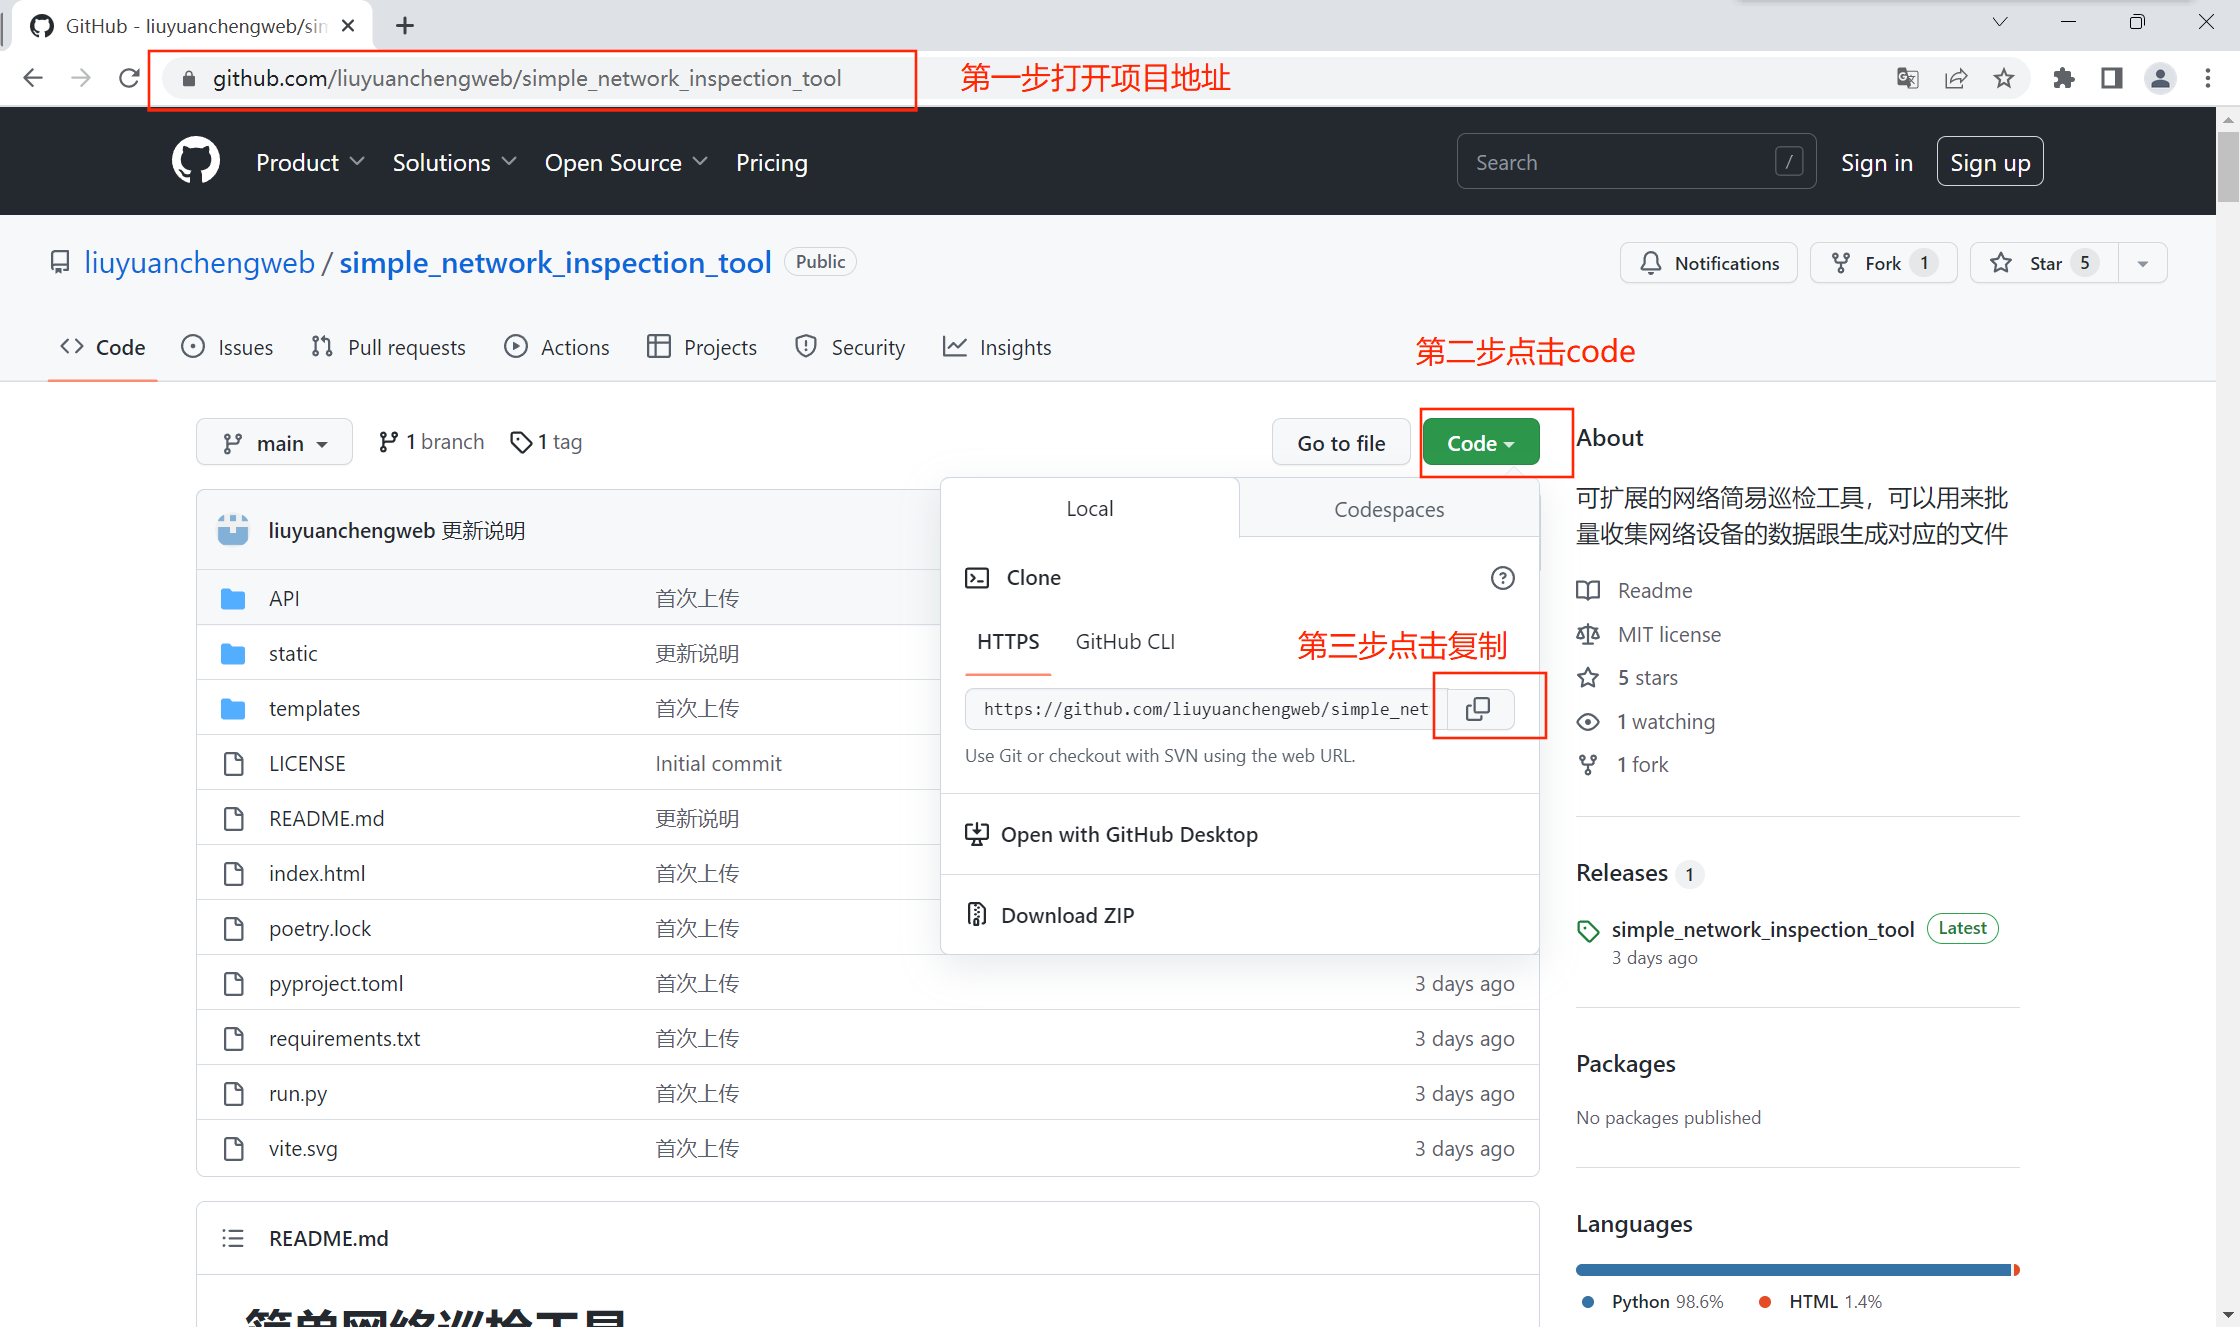 GitHub - liuyuanchengweb/sim
github.com/liuyuanchengweb/simple_network_inspection_tool
第一步打开项目地址
Product Solutions Open Source Pricing
Search /
Sign in Sign up
liuyuanchengweb / simple_network_inspection_tool Public
Notifications Fork 1 Star 5
Code Issues Pull requests Actions Projects Security Insights
第二步点击code
main 1 branch 1 tag
Go to file Code
liuyuanchengweb 更新说明
API 首次上传
static 更新说明
templates 首次上传
LICENSE Initial commit
README.md 更新说明
index.html 首次上传
poetry.lock 首次上传
pyproject.toml 首次上传 3 days ago
requirements.txt 首次上传 3 days ago
run.py 首次上传 3 days ago
vite.svg 首次上传 3 days ago
Local Codespaces
Clone
HTTPS GitHub CLI
第三步点击复制
https://github.com/liuyuanchengweb/simple_net
Use Git or checkout with SVN using the web URL.
Open with GitHub Desktop
Download ZIP
README.md
简单网络巡检工具
About
可扩展的网络简易巡检工具，可以用来批
量收集网络设备的数据跟生成对应的文件
Readme
MIT license
5 stars
1 watching
1 fork
Releases 1
simple_network_inspection_tool Latest
3 days ago
Packages
No packages published
Languages
Python 98.6% HTML 1.4%